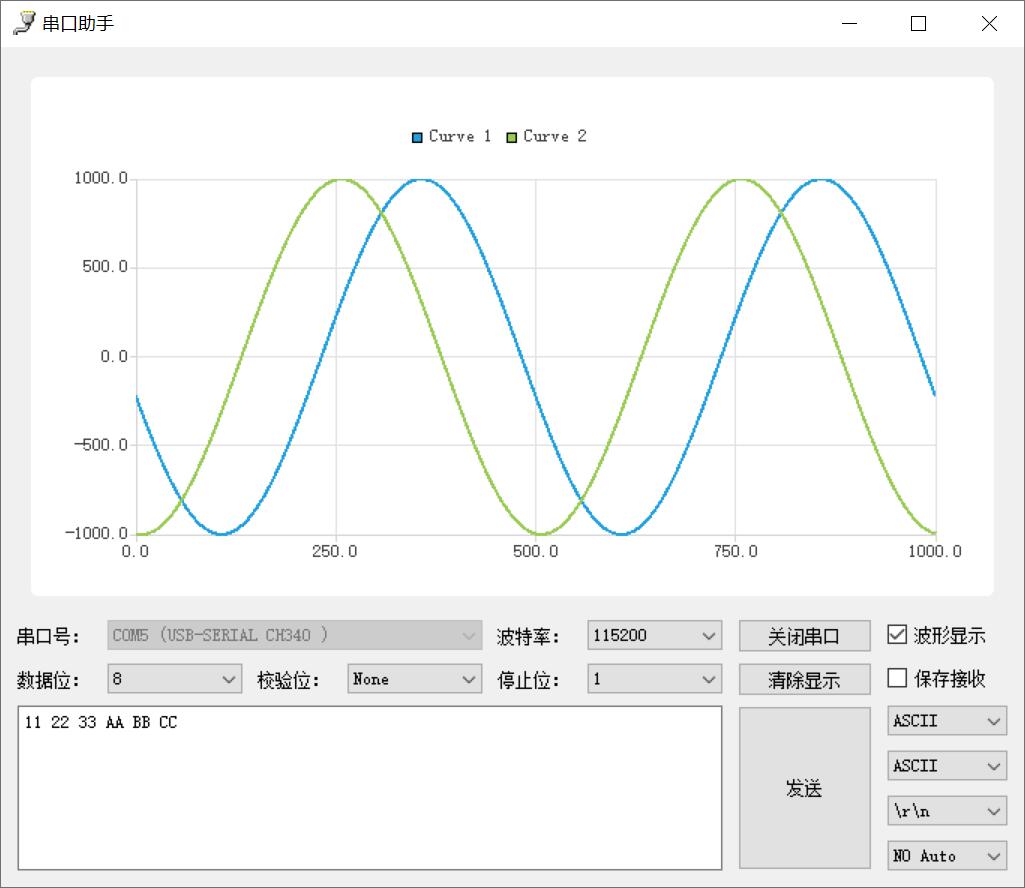 串口助手
Curve 1 Curve 2
1000.0
500.0
0.0
-500.0
-1000.0
0.0 250.0 500.0 750.0 1000.0
串口号: COM5 (USB-SERIAL CH340 ) 波特率: 115200 关闭串口 波形显示
数据位: 8 校验位: None 停止位: 1 清除显示 保存接收
11 22 33 AA BB CC
发送
ASCII
ASCII
\r\n
NO Auto